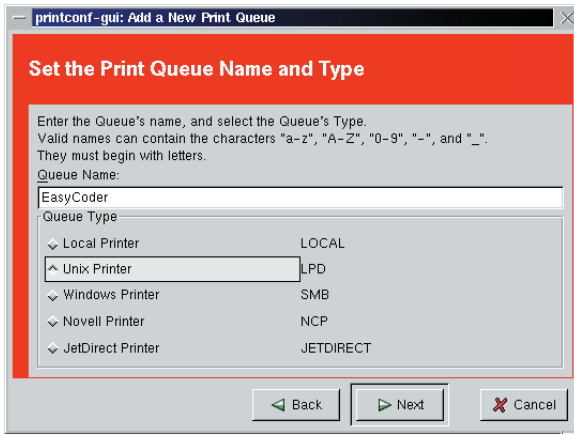 printconf-gui: Add a New Print Queue
Set the Print Queue Name and Type
Enter the Queue's name, and select the Queue's Type.
Valid names can contain the characters "a-z", "A-Z", "0-9", "-", and "_".
They must begin with letters.
Queue Name:
EasyCoder
Queue Type
Local Printer LOCAL
Unix Printer LPD
Windows Printer SMB
Novell Printer NCP
JetDirect Printer JETDIRECT
Back Next Cancel